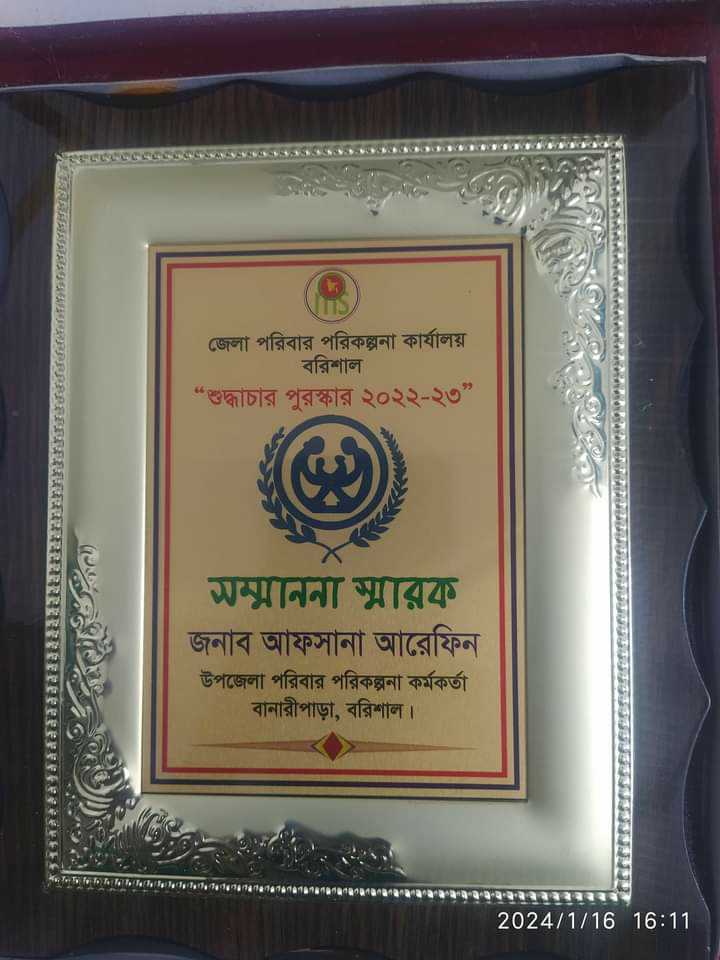 ms
জেলা পরিবার পরিকল্পনা কার্যালয়
বরিশাল
“শুদ্ধাচার পুরস্কার ২০২২-২৩”
সম্মাননা স্মারক
জনাব আফসানা আরেফিন
উপজেলা পরিবার পরিকল্পনা কর্মকর্তা
বানারীপাড়া, বরিশাল।
2024/1/16 16:11